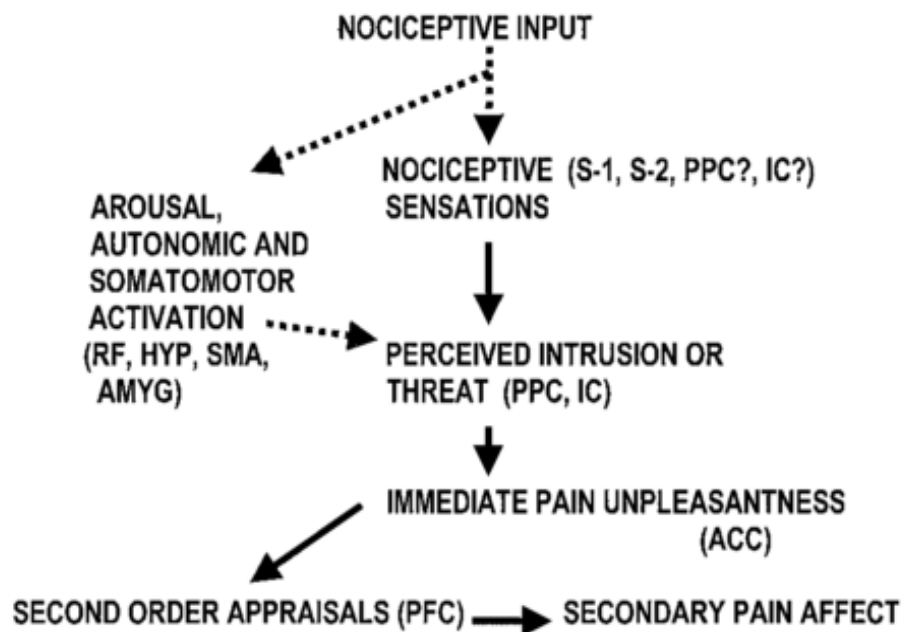 NOCICEPTIVE INPUT
NOCICEPTIVE (S-1, S-2, PPC?, IC?)
SENSATIONS
AROUSAL,
AUTONOMIC AND
SOMATOMOTOR
ACTIVATION
(RF, HYP, SMA,
AMYG)
PERCEIVED INTRUSION OR
THREAT (PPC, IC)
IMMEDIATE PAIN UNPLEASANTNESS
(ACC)
SECOND ORDER APPRAISALS (PFC)
SECONDARY PAIN AFFECT